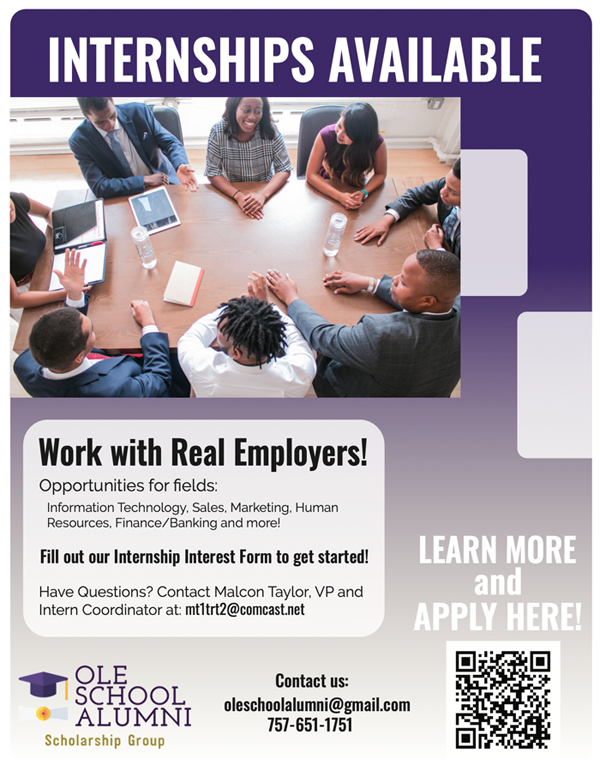 INTERNSHIPS AVAILABLE
Work with Real Employers!
Opportunities for fields:
Information Technology, Sales, Marketing, Human
Resources, Finance/Banking and more!
Fill out our Internship Interest Form to get started!
Have Questions? Contact Malcon Taylor, VP and
Intern Coordinator at: mt1trt2@comcast.net
LEARN MORE
and
APPLY HERE!
OLE
SCHOOL
ALUMNI
Scholarship Group
Contact us:
oleschoolalumni@gmail.com
757-651-1751